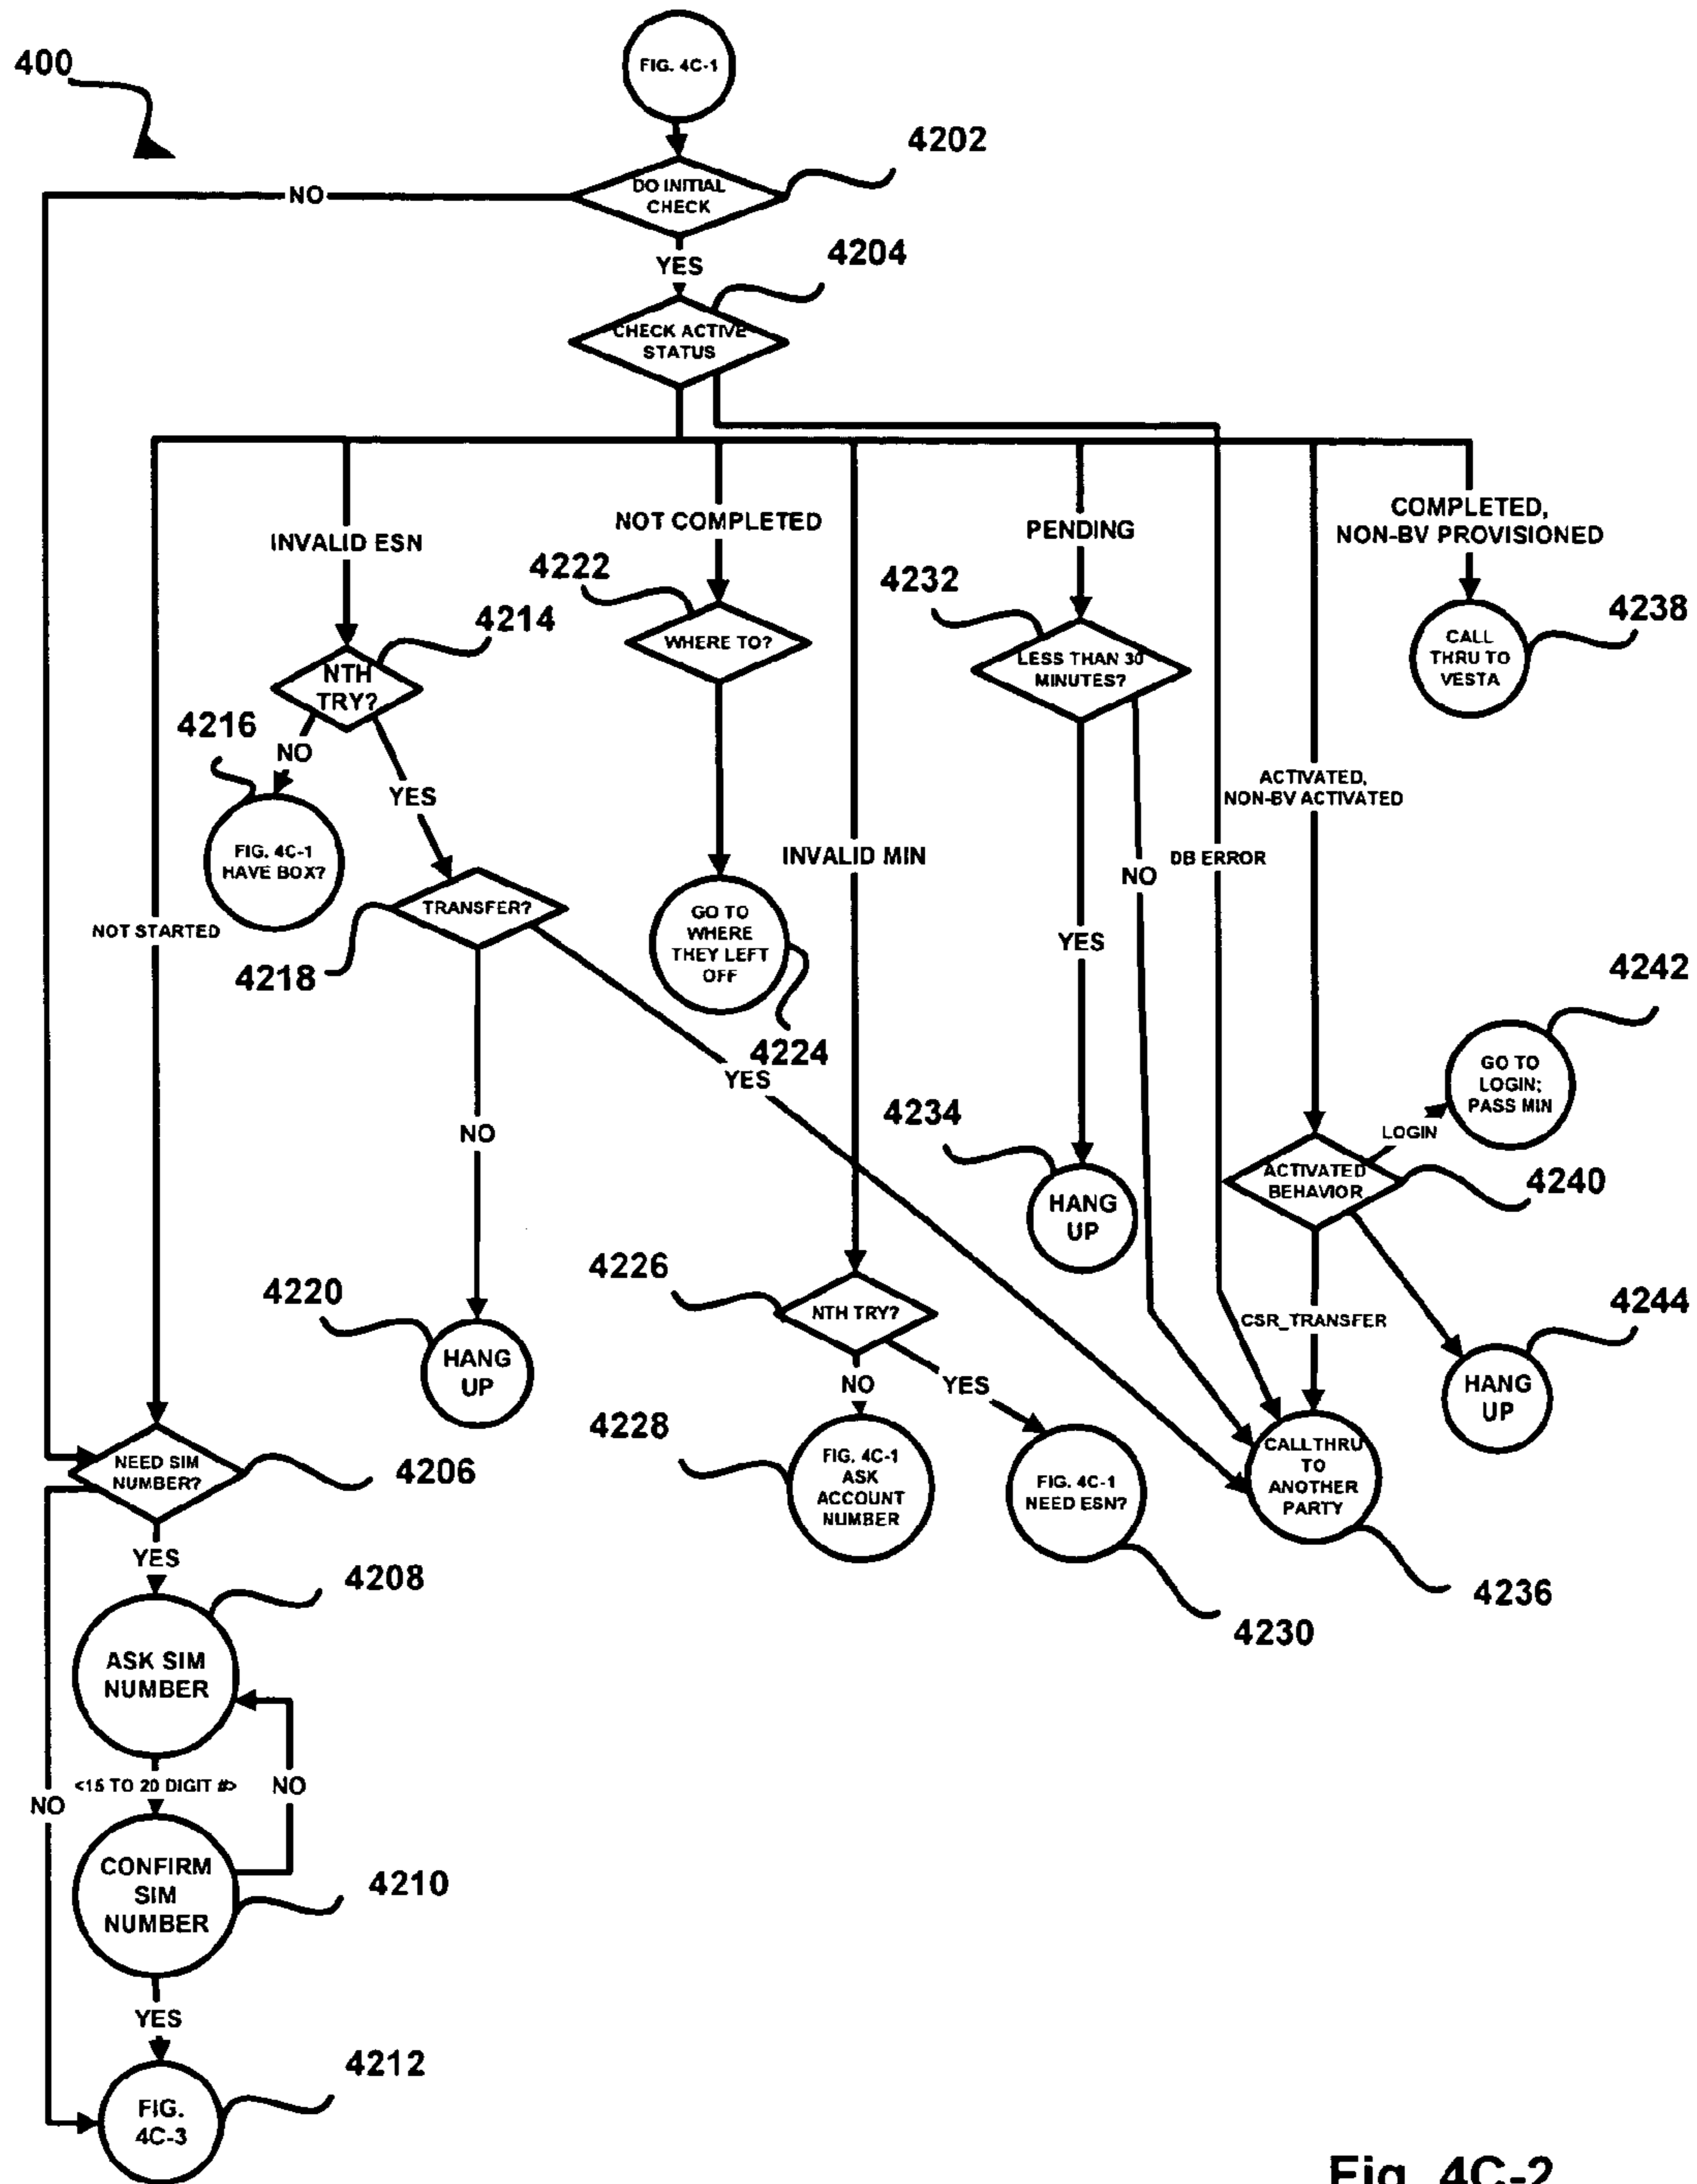 400
FIG. 4C-1
4202
DO INITIAL
CHECK
NO
YES
4204
CHECK ACTIVE
STATUS
COMPLETED,
NON-BV PROVISIONED
NOT COMPLETED
PENDING
INVALID ESN
4222
4232
4214
4238
WHERE TO?
LESS THAN 30
MINUTES?
CALL
THRU TO
VESTA
NTH
TRY?
4216
NO
YES
ACTIVATED,
NON-BV ACTIVATED
FIG. 4C-1
HAVE BOX?
INVALID MIN
DB ERROR
NO
TRANSFER?
GO TO
WHERE
THEY LEFT
OFF
NOT STARTED
YES
4218
4242
4224
YES
GO TO
LOGIN;
PASS MIN
4234
NO
LOGIN
ACTIVATED
BEHAVIOR
4240
HANG
UP
4226
4220
NTH TRY?
CSR_TRANSFER
4244
HANG
UP
NO
YES
HANG
UP
4228
NEED SIM
NUMBER?
4206
FIG. 4C-1
ASK
ACCOUNT
NUMBER
FIG. 4C-1
NEED ESN?
CALL THRU
TO
ANOTHER
PARTY
YES
4208
4236
4230
ASK SIM
NUMBER
<15 TO 20 DIGIT #>
NO
NO
CONFIRM
SIM
NUMBER
4210
YES
4212
FIG.
4C-3
Fig. 4C-2